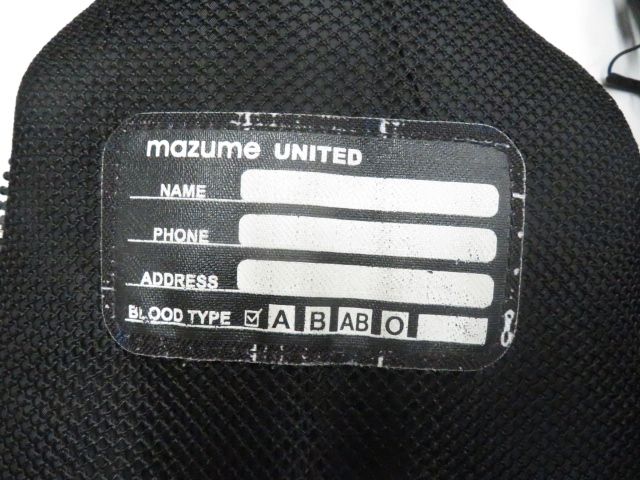 mazume UNITED
NAME
PHONE
ADDRESS
BLOOD TYPE ☑ A B AB O